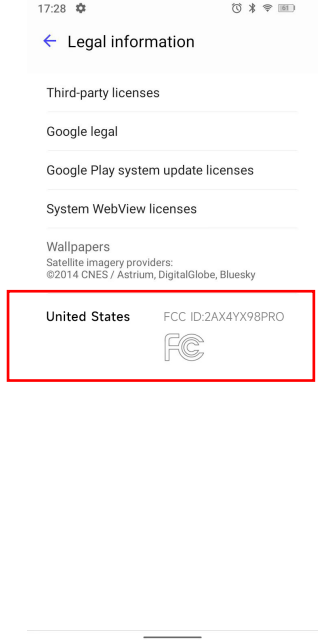 17:28
Legal information
Third-party licenses
Google legal
Google Play system update licenses
System WebView licenses
Wallpapers
Satellite imagery providers:
©2014 CNES / Astrium, DigitalGlobe, Bluesky
United States FCC ID:2AX4YX98PRO
FC